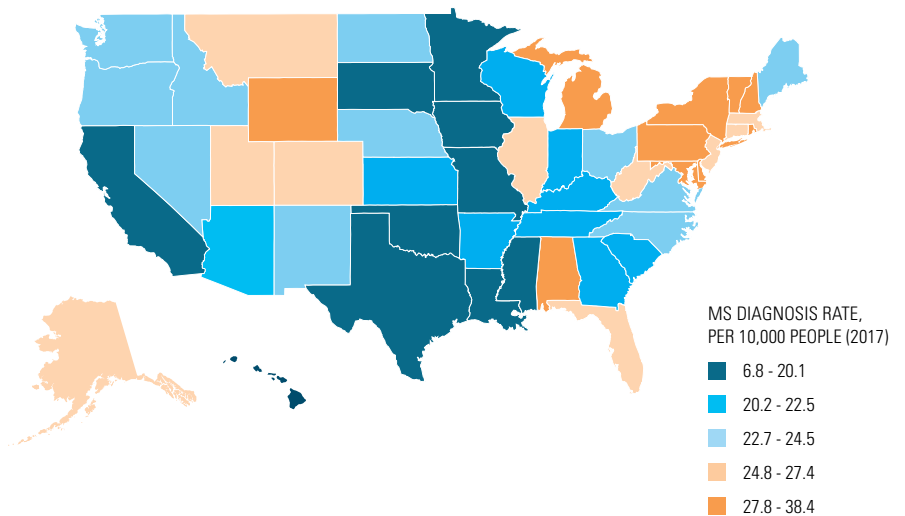 MS DIAGNOSIS RATE,
PER 10,000 PEOPLE (2017)
6.8 - 20.1
20.2 - 22.5
22.7 - 24.5
24.8 - 27.4
27.8 - 38.4